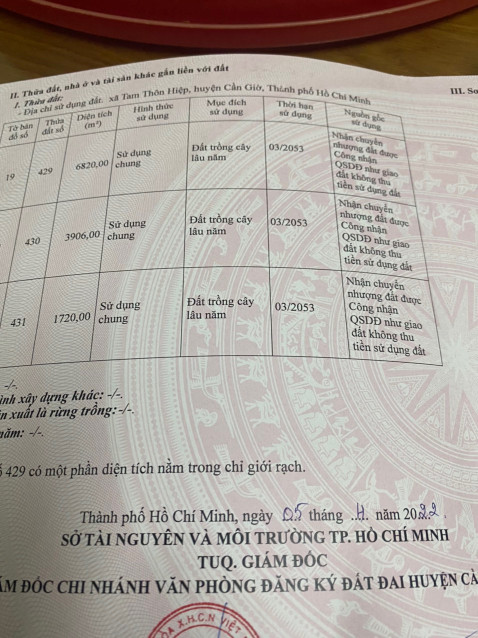 II. Thửa đất, nhà ở và tài sản khác gắn liền với đất
III. Sơ
1. Thửa đất:
- Địa chỉ sử dụng đất: xã Tam Thôn Hiệp, huyện Cần Giờ, Thành phố Hồ Chí Minh
Tờ bản đồ số Thửa đất số Diện tích (m²) Hình thức sử dụng Mục đích sử dụng Thời hạn sử dụng Nguồn gốc sử dụng
19 429 6820,00 Sử dụng chung Đất trồng cây lâu năm 03/2053 Nhận chuyển nhượng đất được Công nhận QSDĐ như giao đất không thu tiền sử dụng đất
430 3906,00 Sử dụng chung Đất trồng cây lâu năm 03/2053 Nhận chuyển nhượng đất được Công nhận QSDĐ như giao đất không thu tiền sử dụng đất
431 1720,00 Sử dụng chung Đất trồng cây lâu năm 03/2053 Nhận chuyển nhượng đất được Công nhận QSDĐ như giao đất không thu tiền sử dụng đất
-/-.
ình xây dựng khác: -/-.
n xuất là rừng trồng: -/-.
năm: -/-.
429 có một phần diện tích nằm trong chỉ giới rạch.
Thành phố Hồ Chí Minh, ngày 05 tháng năm 2022.
SỞ TÀI NGUYÊN VÀ MÔI TRƯỜNG TP. HỒ CHÍ MINH
TUQ. GIÁM ĐỐC
ÁM ĐỐC CHI NHÁNH VĂN PHÒNG ĐĂNG KÝ ĐẤT ĐAI HUYỆN CẦ
X.H.C.N VIỆT